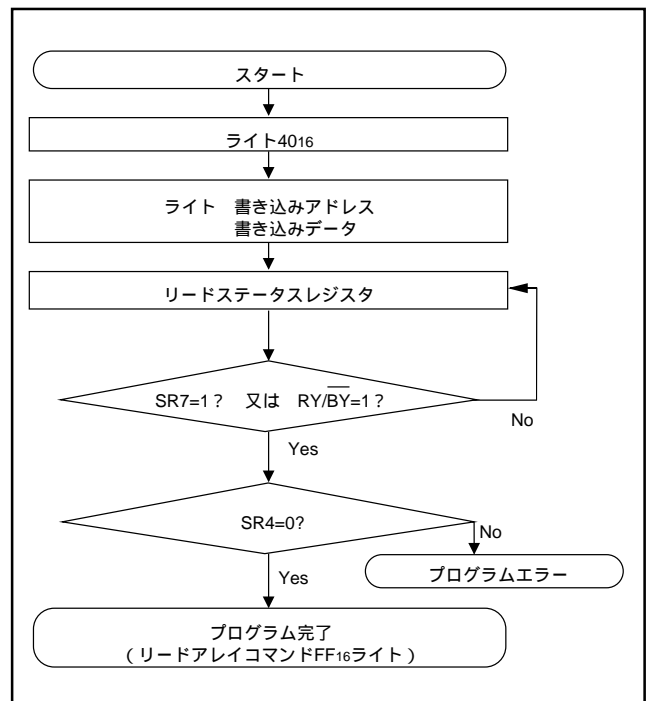 スタート
ライト4016
ライト 書き込みアドレス
書き込みデータ
リードステータスレジスタ
SR7=1? 又は RY/B̅Y̅=1?
No
Yes
SR4=0?
No
Yes
プログラムエラー
プログラム完了
(リードアレイコマンドFF16ライト)